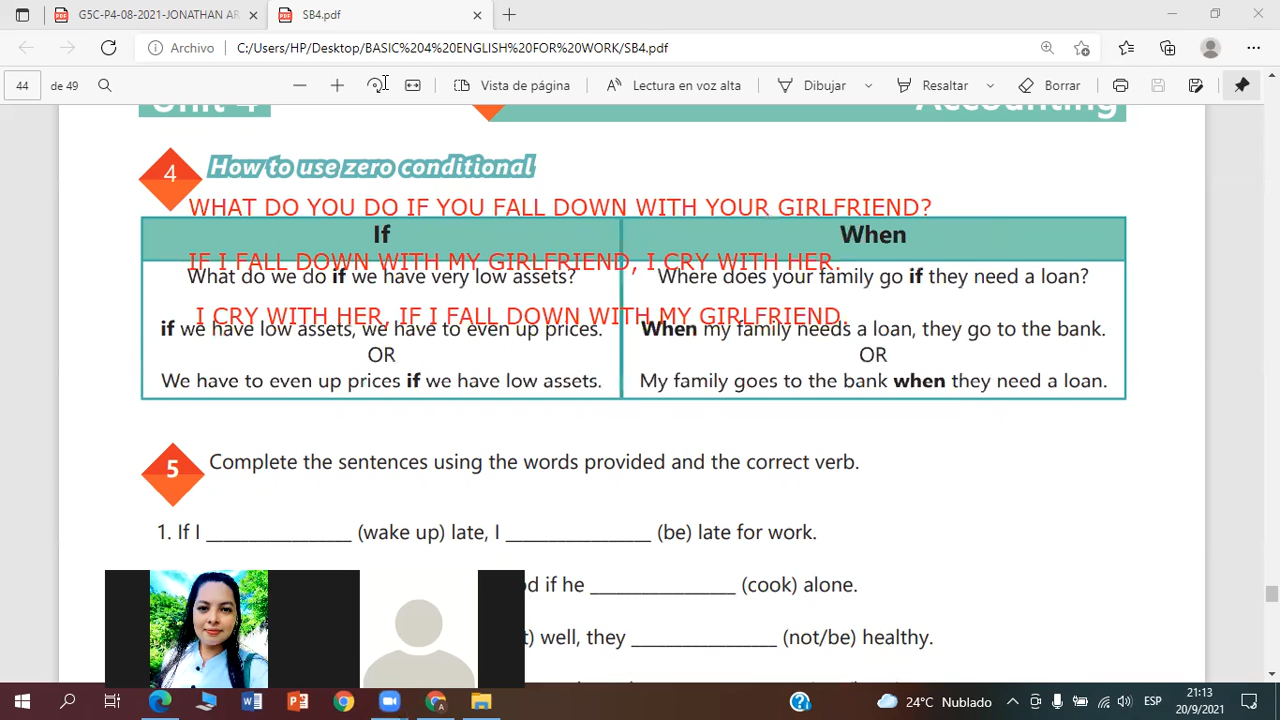 G5C-P4-08-2021-JONATHAN AR
SB4.pdf
Archivo
C:/Users/HP/Desktop/BASIC%204%20ENGLISH%20FOR%20WORK/SB4.pdf
44 de 49
Vista de página
Lectura en voz alta
Dibujar
Resaltar
Borrar
Unit 4
Accounting
4 How to use zero conditional
WHAT DO YOU DO IF YOU FALL DOWN WITH YOUR GIRLFRIEND?
If
When
IF I FALL DOWN WITH MY GIRLFRIEND, I CRY WITH HER.
What do we do if we have very low assets?
Where does your family go if they need a loan?
I CRY WITH HER, IF I FALL DOWN WITH MY GIRLFRIEND.
if we have low assets, we have to even up prices.
When my family needs a loan, they go to the bank.
OR
OR
We have to even up prices if we have low assets.
My family goes to the bank when they need a loan.
5 Complete the sentences using the words provided and the correct verb.
1. If I ________________ (wake up) late, I ________________ (be) late for work.
if he ________________ (cook) alone.
well, they ________________ (not/be) healthy.
24°C Nublado
ESP
21:13
20/9/2021